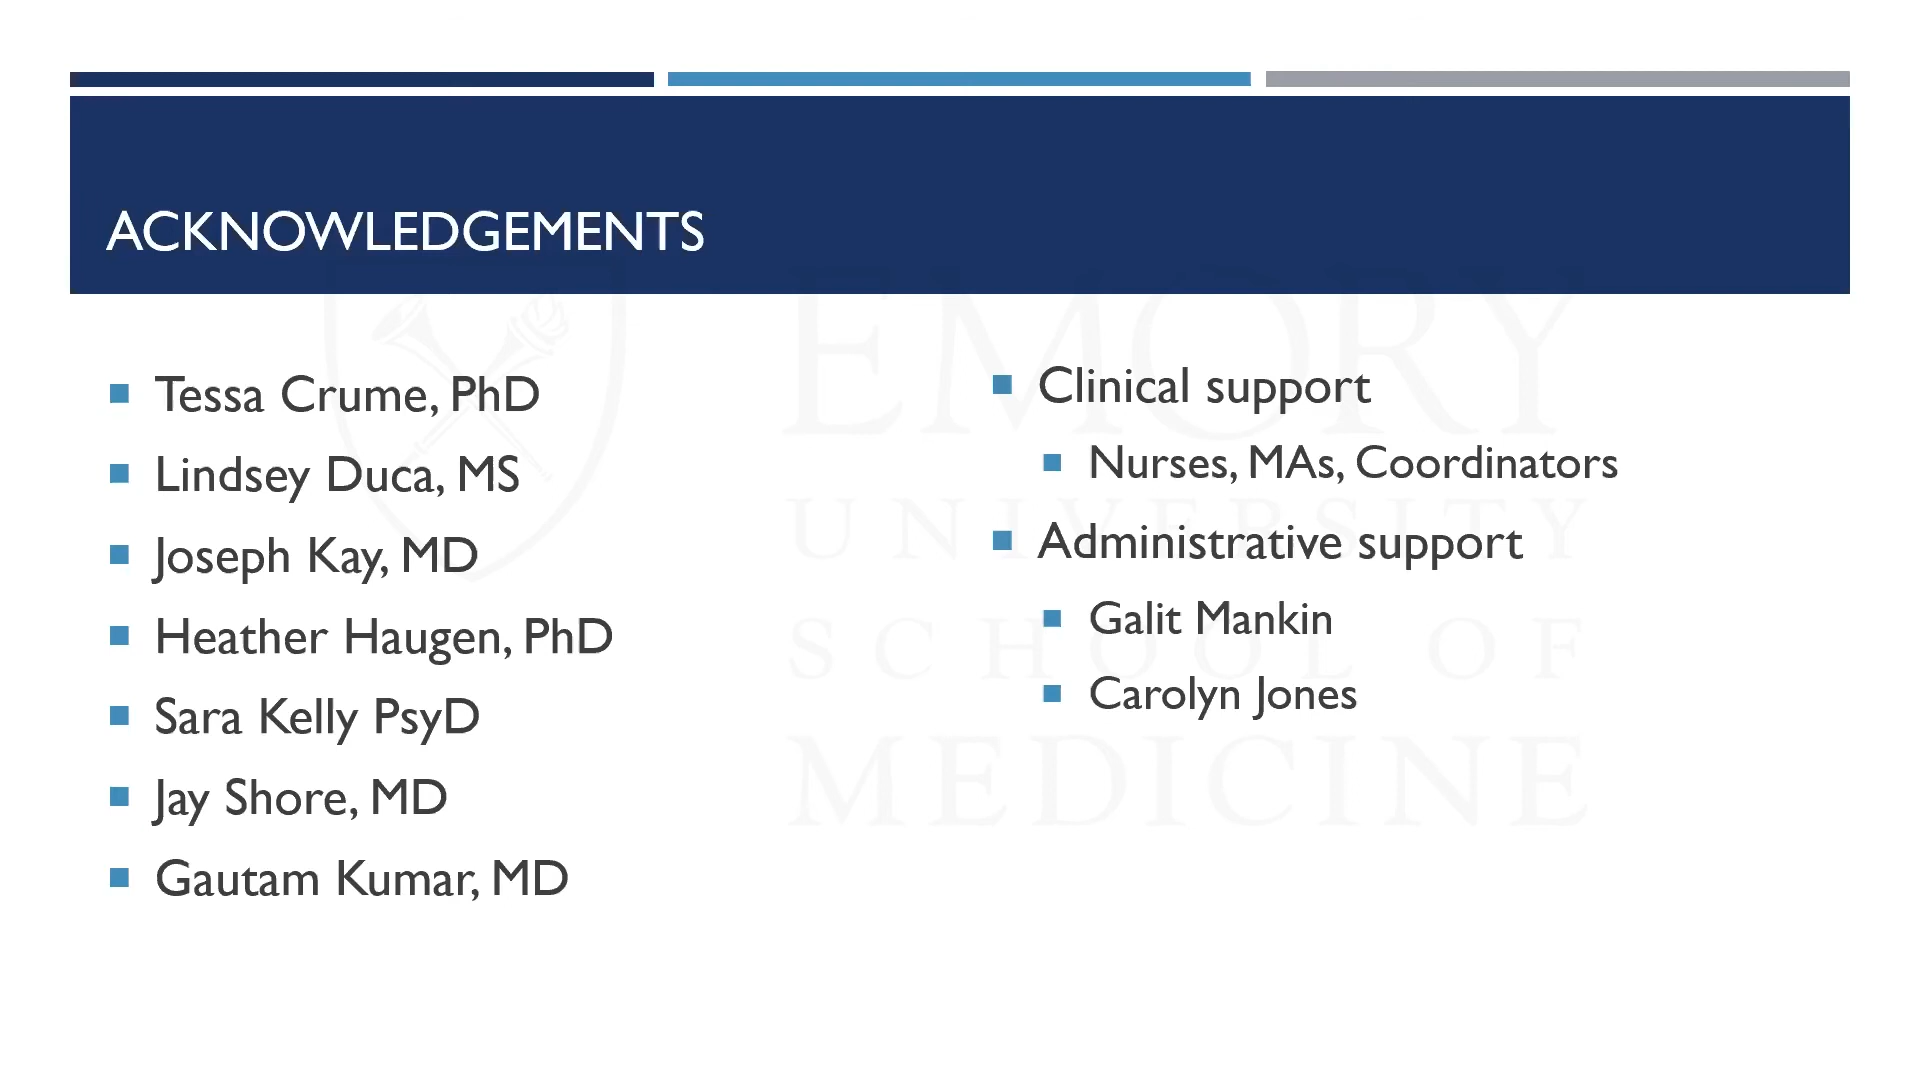 ACKNOWLEDGEMENTS
Tessa Crume, PhD
Lindsey Duca, MS
Joseph Kay, MD
Heather Haugen, PhD
Sara Kelly PsyD
Jay Shore, MD
Gautam Kumar, MD
Clinical support
Nurses, MAs, Coordinators
Administrative support
Galit Mankin
Carolyn Jones
EMORY
UNIVERSITY
SCHOOL OF
MEDICINE